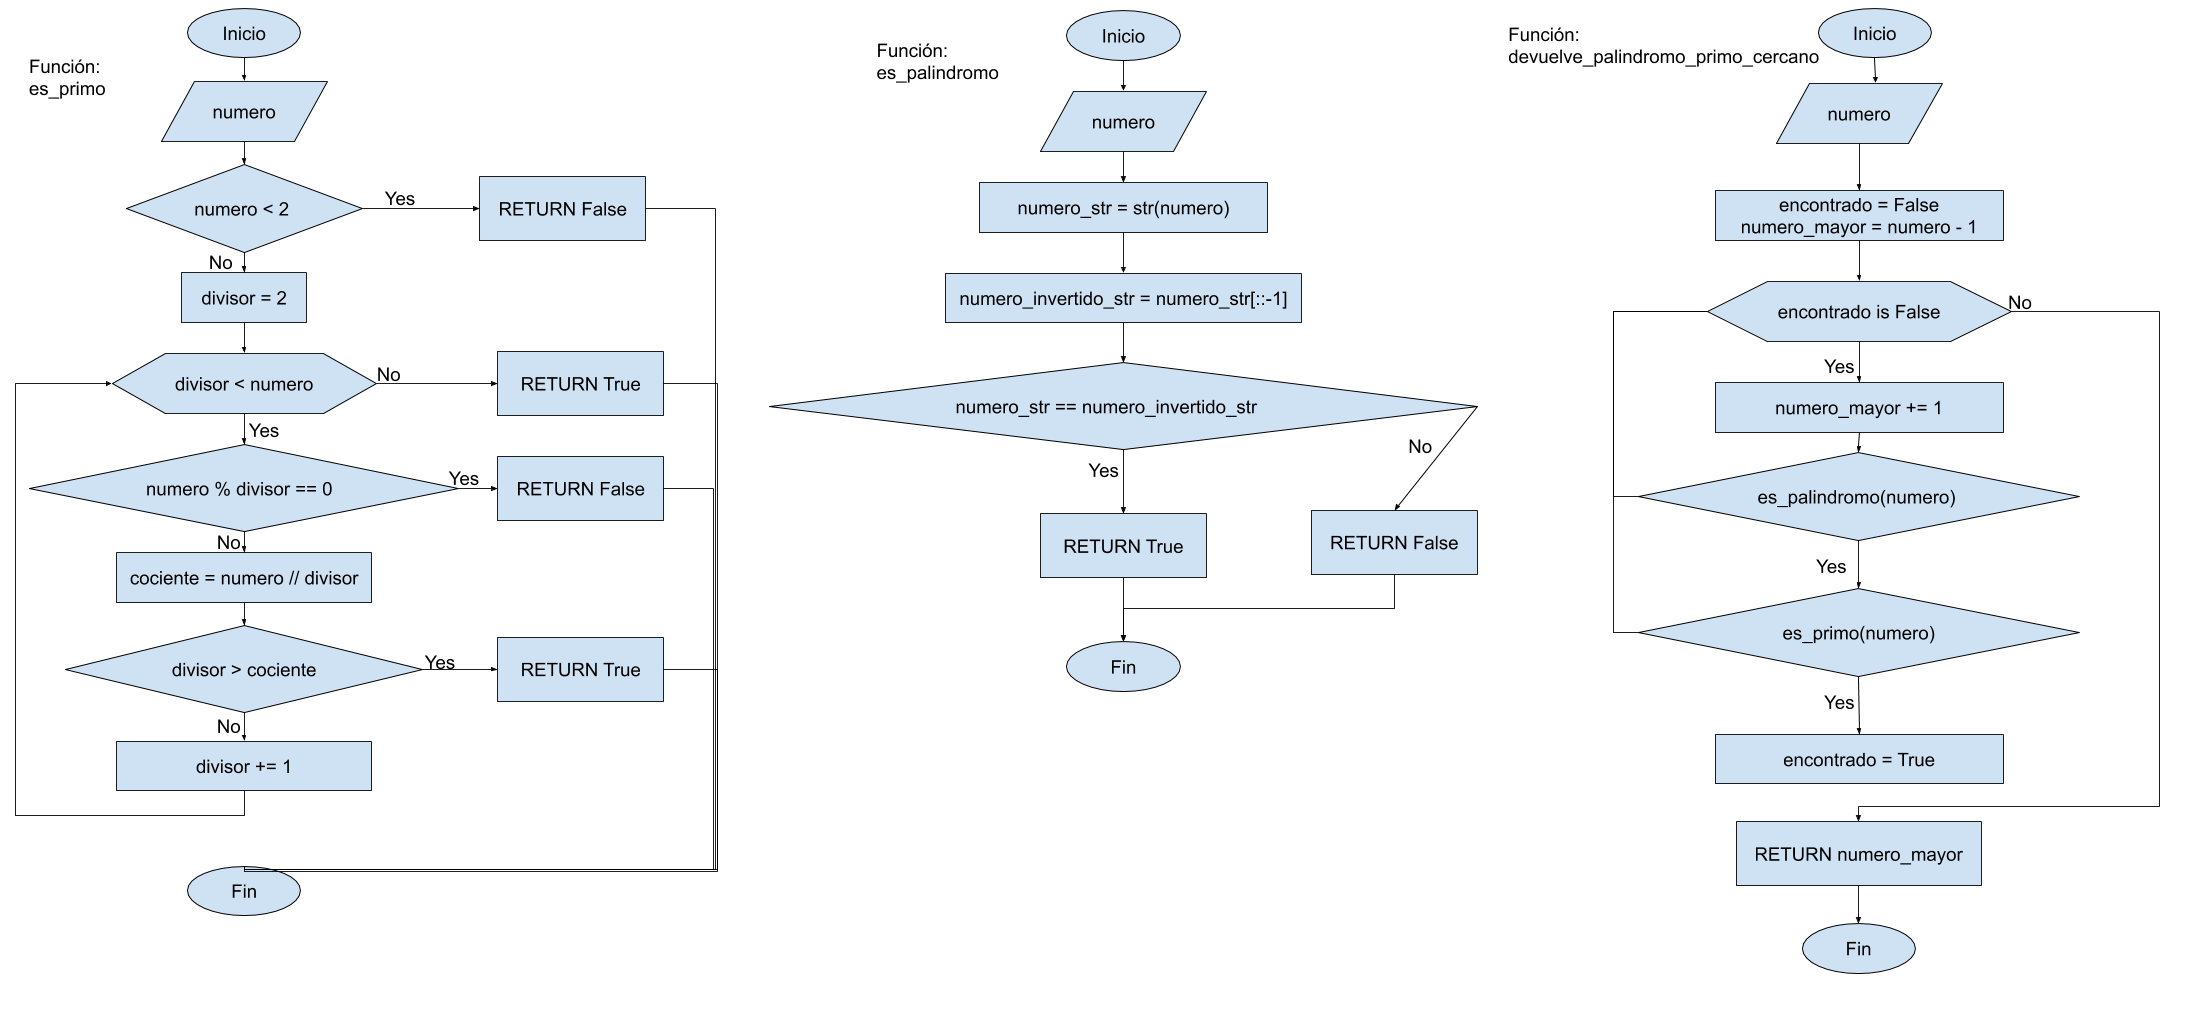 Función:
es_primo
Inicio
numero
numero < 2
Yes
RETURN False
No
divisor = 2
divisor < numero
No
RETURN True
Yes
numero % divisor == 0
Yes
RETURN False
No
cociente = numero // divisor
divisor > cociente
Yes
RETURN True
No
divisor += 1
Fin
Función:
es_palindromo
Inicio
numero
numero_str = str(numero)
numero_invertido_str = numero_str[::-1]
numero_str == numero_invertido_str
Yes
No
RETURN True
RETURN False
Fin
Función:
devuelve_palindromo_primo_cercano
Inicio
numero
encontrado = False
numero_mayor = numero - 1
encontrado is False
No
Yes
numero_mayor += 1
es_palindromo(numero)
Yes
es_primo(numero)
Yes
encontrado = True
RETURN numero_mayor
Fin